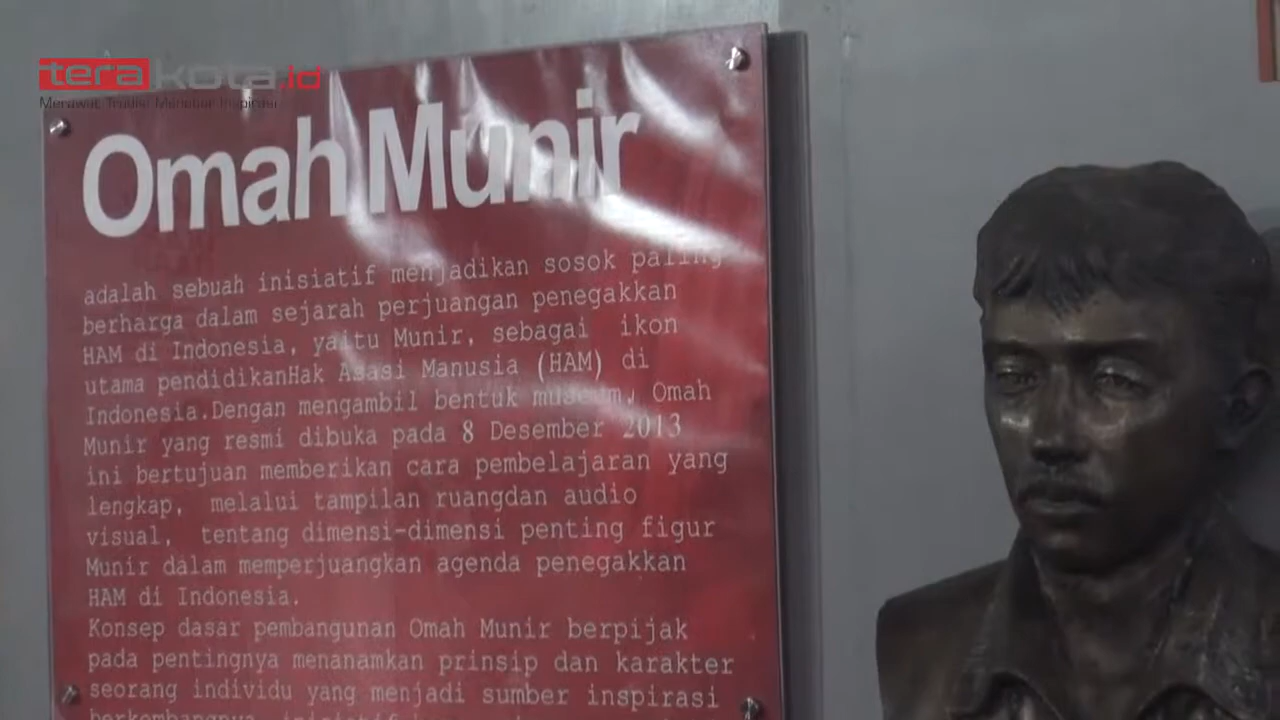 terakota.id
Merawat Tradisi Menebar Inspirasi
Omah Munir
adalah sebuah inisiatif menjadikan sosok paling
berharga dalam sejarah perjuangan penegakkan
HAM di Indonesia, yaitu Munir, sebagai ikon
utama pendidikanHak Asasi Manusia (HAM) di
Indonesia.Dengan mengambil bentuk museum, Omah
Munir yang resmi dibuka pada 8 Desember 2013
ini bertujuan memberikan cara pembelajaran yang
lengkap, melalui tampilan ruangdan audio
visual, tentang dimensi-dimensi penting figur
Munir dalam memperjuangkan agenda penegakkan
HAM di Indonesia.
Konsep dasar pembangunan Omah Munir berpijak
pada pentingnya menanamkan prinsip dan karakter
seorang individu yang menjadi sumber inspirasi